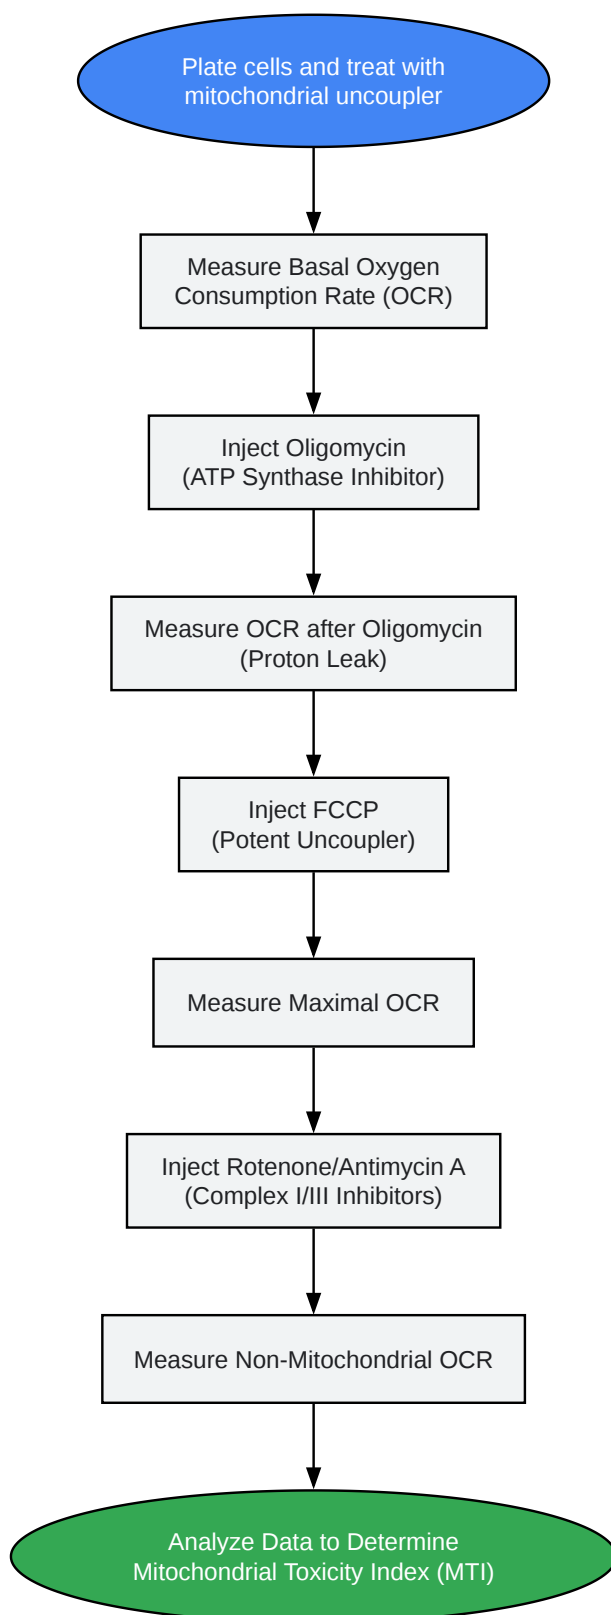 Plate cells and treat with
mitochondrial uncoupler
Measure Basal Oxygen
Consumption Rate (OCR)
Inject Oligomycin
(ATP Synthase Inhibitor)
Measure OCR after Oligomycin
(Proton Leak)
Inject FCCP
(Potent Uncoupler)
Measure Maximal OCR
Inject Rotenone/Antimycin A
(Complex I/III Inhibitors)
Measure Non-Mitochondrial OCR
Analyze Data to Determine
Mitochondrial Toxicity Index (MTI)